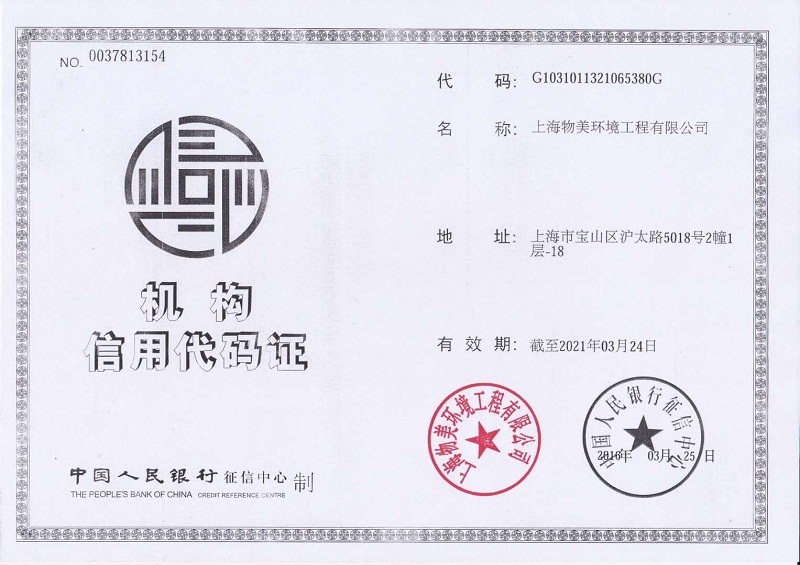 NO. 0037813154
机构
信用代码证
中国人民银行征信中心 制
THE PEOPLE'S BANK OF CHINA CREDIT REFERENCE CENTRE
代 码: G1031011321065380G
名 称: 上海物美环境工程有限公司
地 址: 上海市宝山区沪太路5018号2幢1
层-18
有 效 期: 截至2021年03月24日
上海物美环境工程有限公司
中国人民银行征信中心
2016年 03月 25日